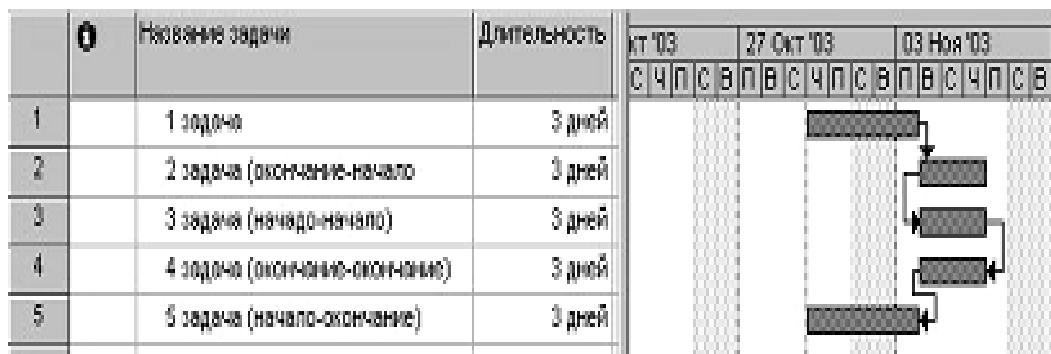 Название задачи Длительность кт '03 27 Окт '03 03 Ноя '03
С Ч П С В П В С Ч П С В П В С Ч П С В
1 1 задача 3 дней
2 2 задача (окончание-начало 3 дней
3 3 задача (начадо-начало) 3 дней
4 4 задача (окончание-окончание) 3 дней
5 5 задача (начало-окончание) 3 дней